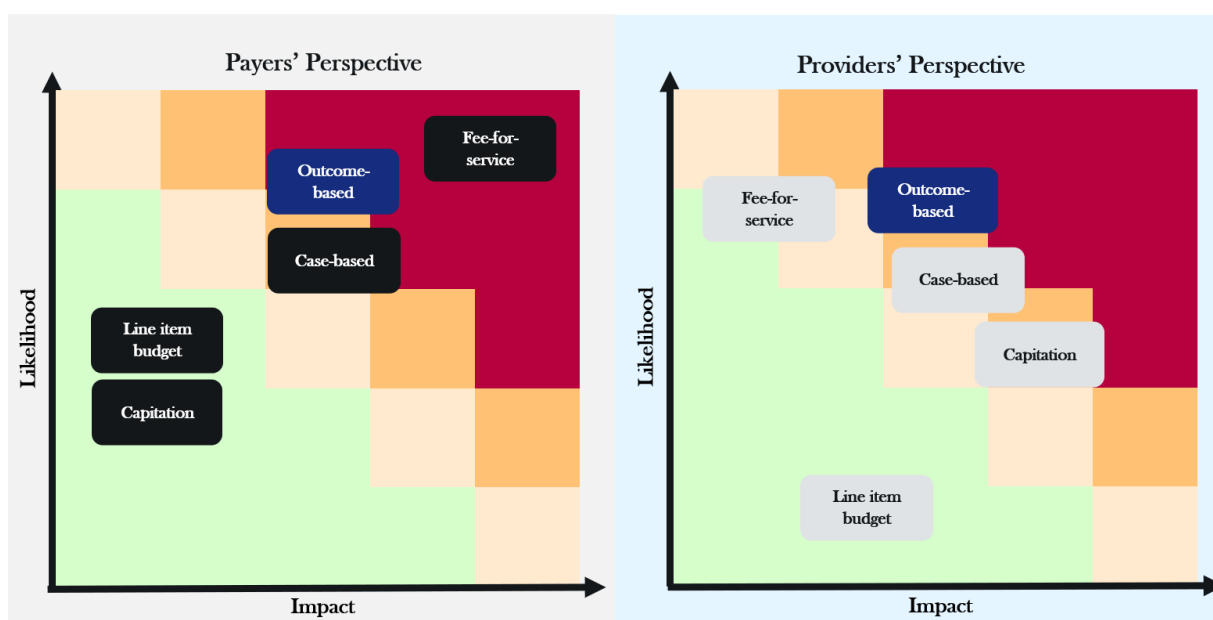 Payers' Perspective
Likelihood
Fee-for-
service
Outcome-
based
Case-based
Line item
budget
Capitation
Impact
Providers' Perspective
Likelihood
Fee-for-
service
Outcome-
based
Case-based
Capitation
Line item
budget
Impact